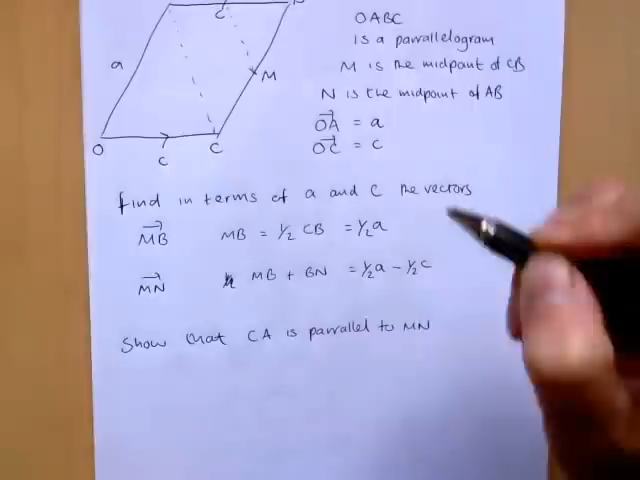 c
a
M
O
c
C
OABC
is a parrallelogram
M is the midpoint of CB
N is the midpoint of AB
OA = a
OC = c
find in terms of a and c the vectors
MB MB = 1/2 CB = 1/2a
MN MB + BN = 1/2a - 1/2c
Show that CA is parrallel to MN